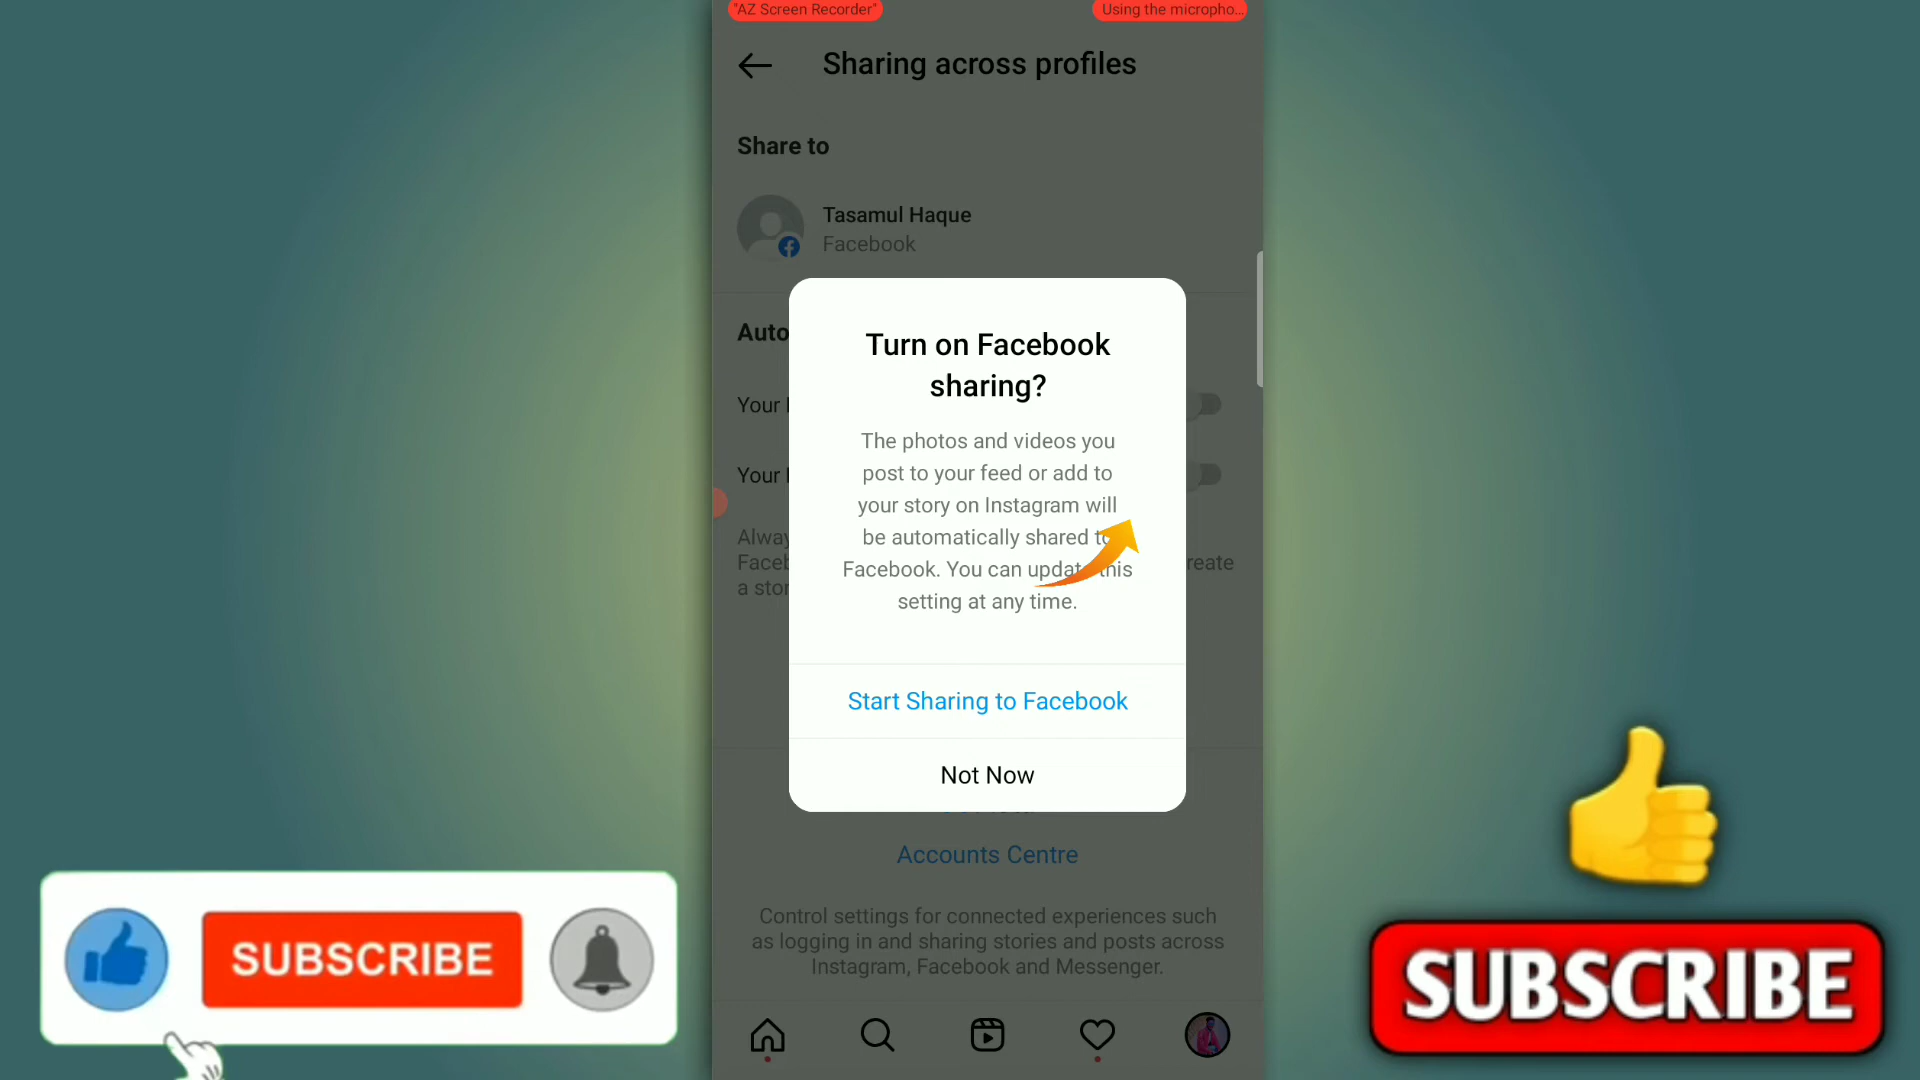 "AZ Screen Recorder"
Using the micropho...
Sharing across profiles
Share to
Tasamul Haque
Facebook
Auto
Your
Your
Turn on Facebook
sharing?
The photos and videos you
post to your feed or add to
your story on Instagram will
be automatically shared to
Facebook. You can update this
setting at any time.
Start Sharing to Facebook
Not Now
Accounts Centre
Control settings for connected experiences such
as logging in and sharing stories and posts across
Instagram, Facebook and Messenger.
SUBSCRIBE
SUBSCRIBE